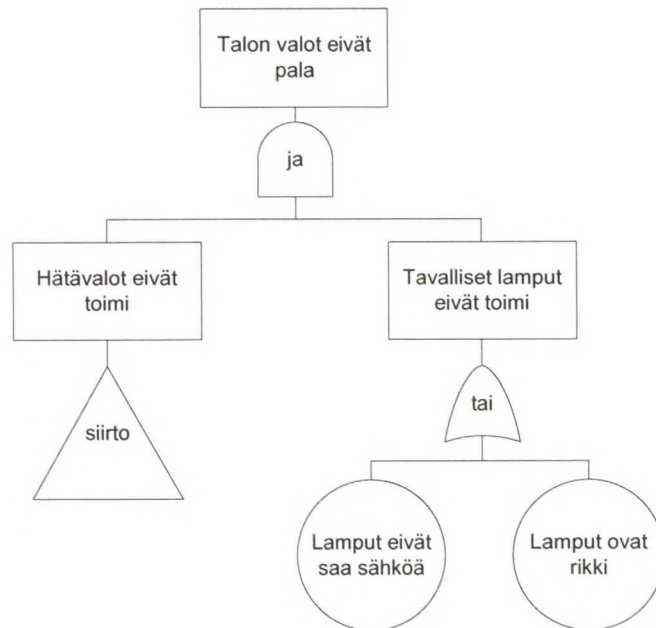 Talon valot eivät
pala
ja
Hätävalot eivät
toimi
Tavalliset lamput
eivät toimi
siirto
tai
Lamput eivät
saa sähköä
Lamput ovat
rikki